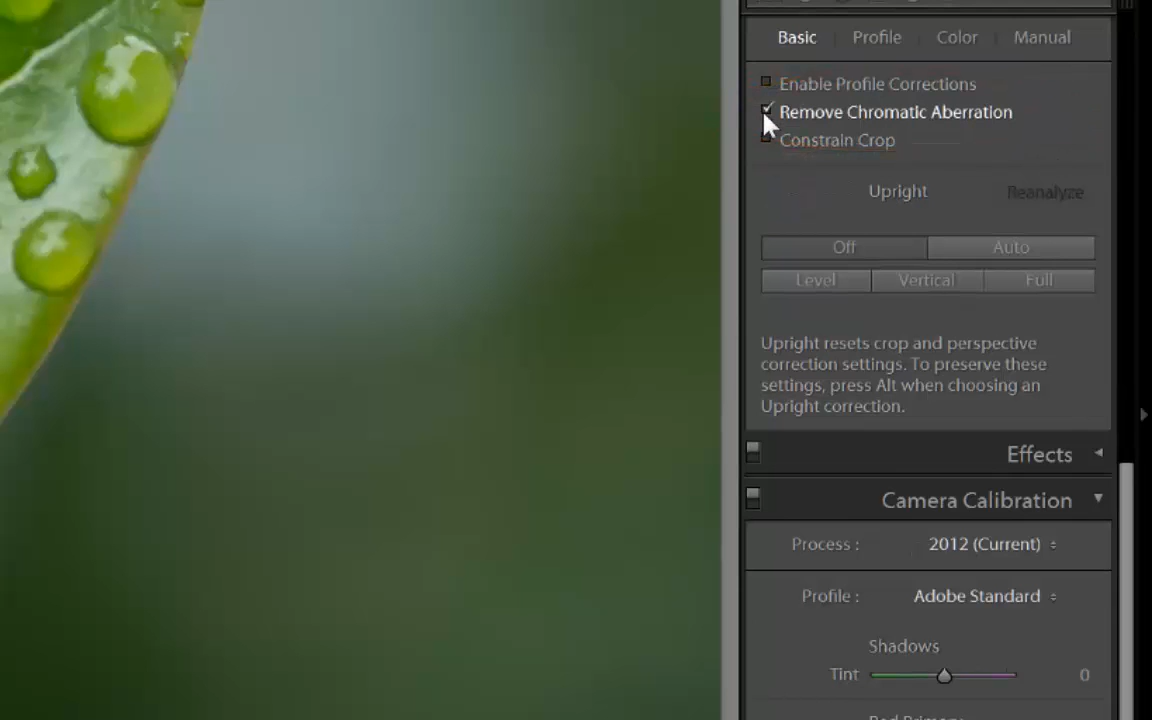 Basic Profile Color Manual
Enable Profile Corrections
Remove Chromatic Aberration
Constrain Crop
Upright Reanalyze
Off Auto
Level Vertical Full
Upright resets crop and perspective
correction settings. To preserve these
settings, press Alt when choosing an
Upright correction.
Effects
Camera Calibration
Process : 2012 (Current)
Profile : Adobe Standard
Shadows
Tint 0